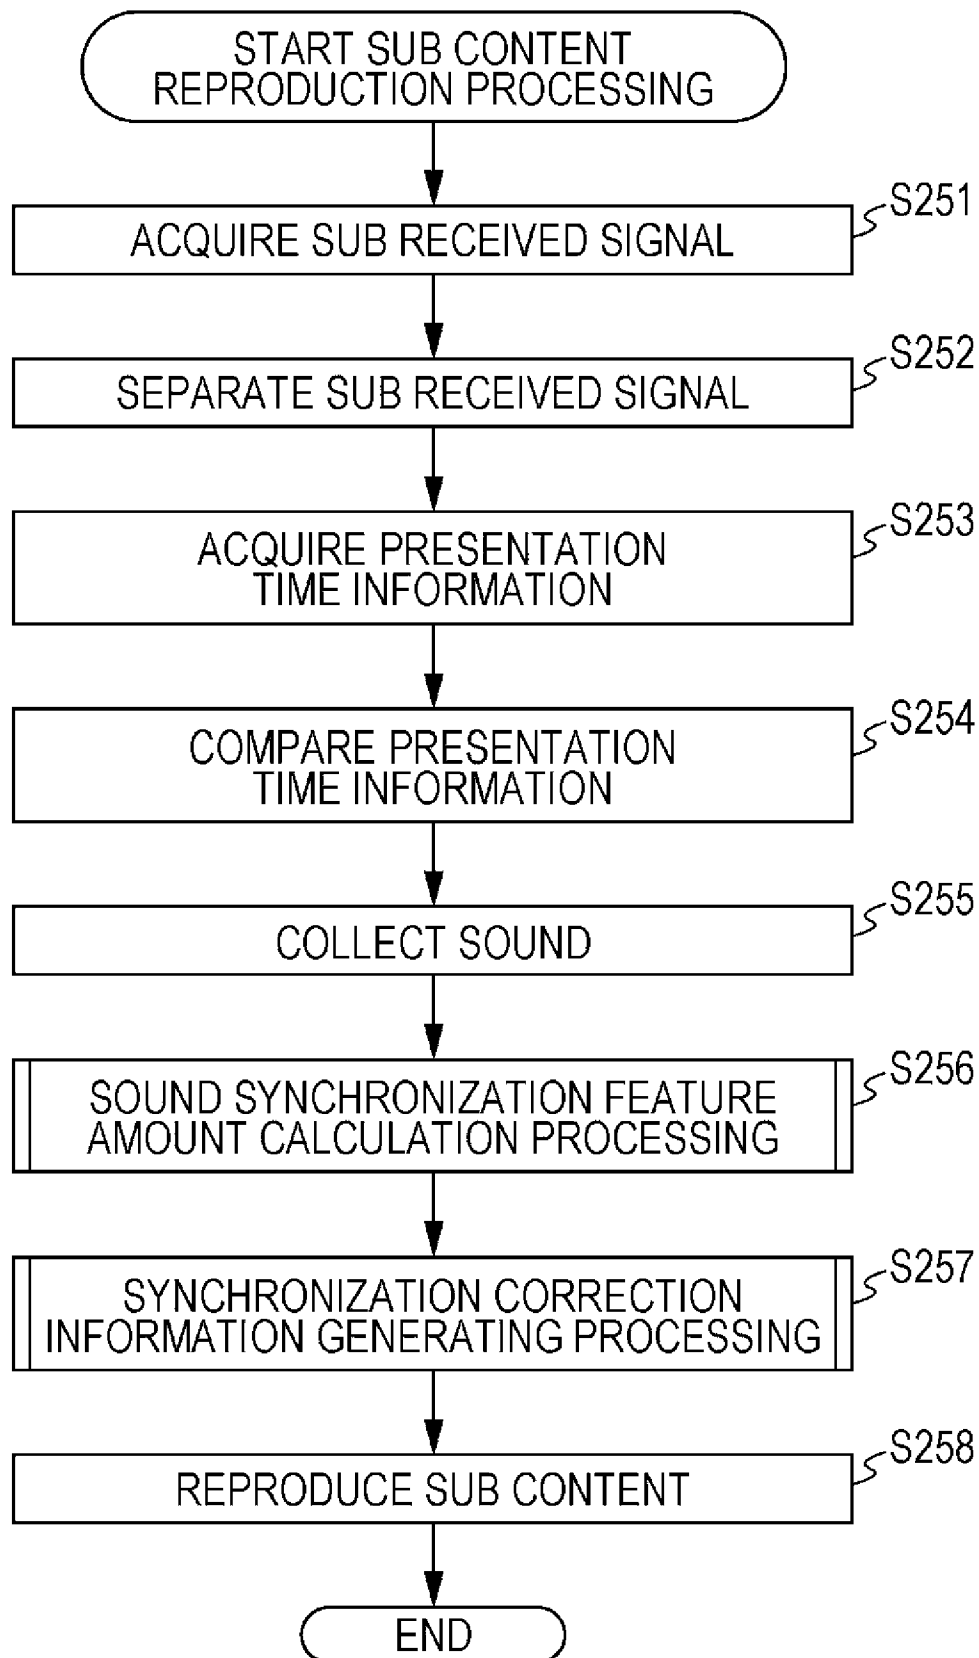 START SUB CONTENT
REPRODUCTION PROCESSING
S251
ACQUIRE SUB RECEIVED SIGNAL
S252
SEPARATE SUB RECEIVED SIGNAL
S253
ACQUIRE PRESENTATION
TIME INFORMATION
S254
COMPARE PRESENTATION
TIME INFORMATION
S255
COLLECT SOUND
S256
SOUND SYNCHRONIZATION FEATURE
AMOUNT CALCULATION PROCESSING
S257
SYNCHRONIZATION CORRECTION
INFORMATION GENERATING PROCESSING
S258
REPRODUCE SUB CONTENT
END